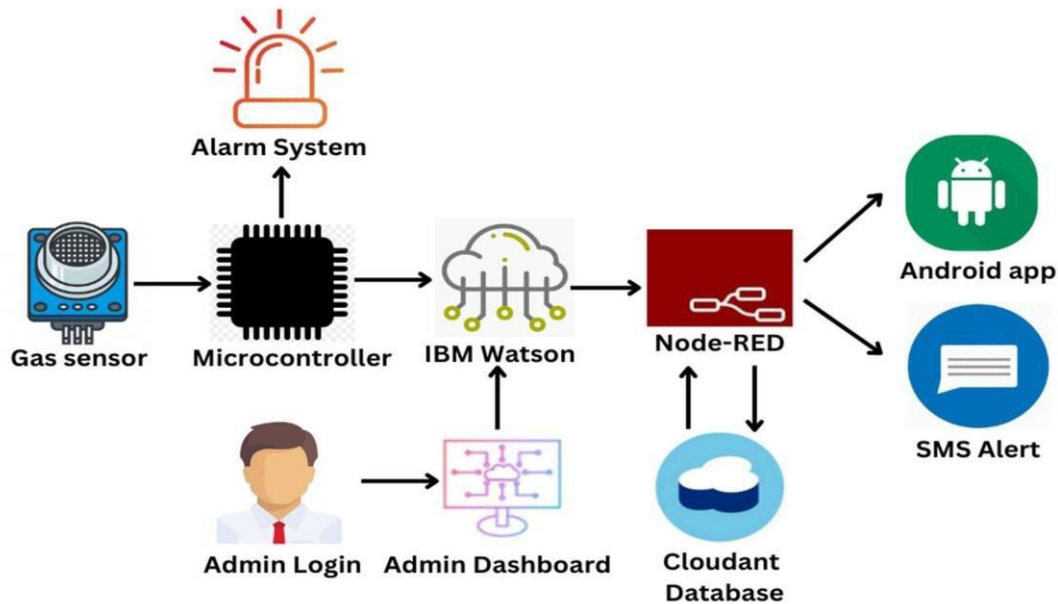 Alarm System
Gas sensor
Microcontroller
IBM Watson
Node-RED
Android app
SMS Alert
Admin Login
Admin Dashboard
Cloudant
Database